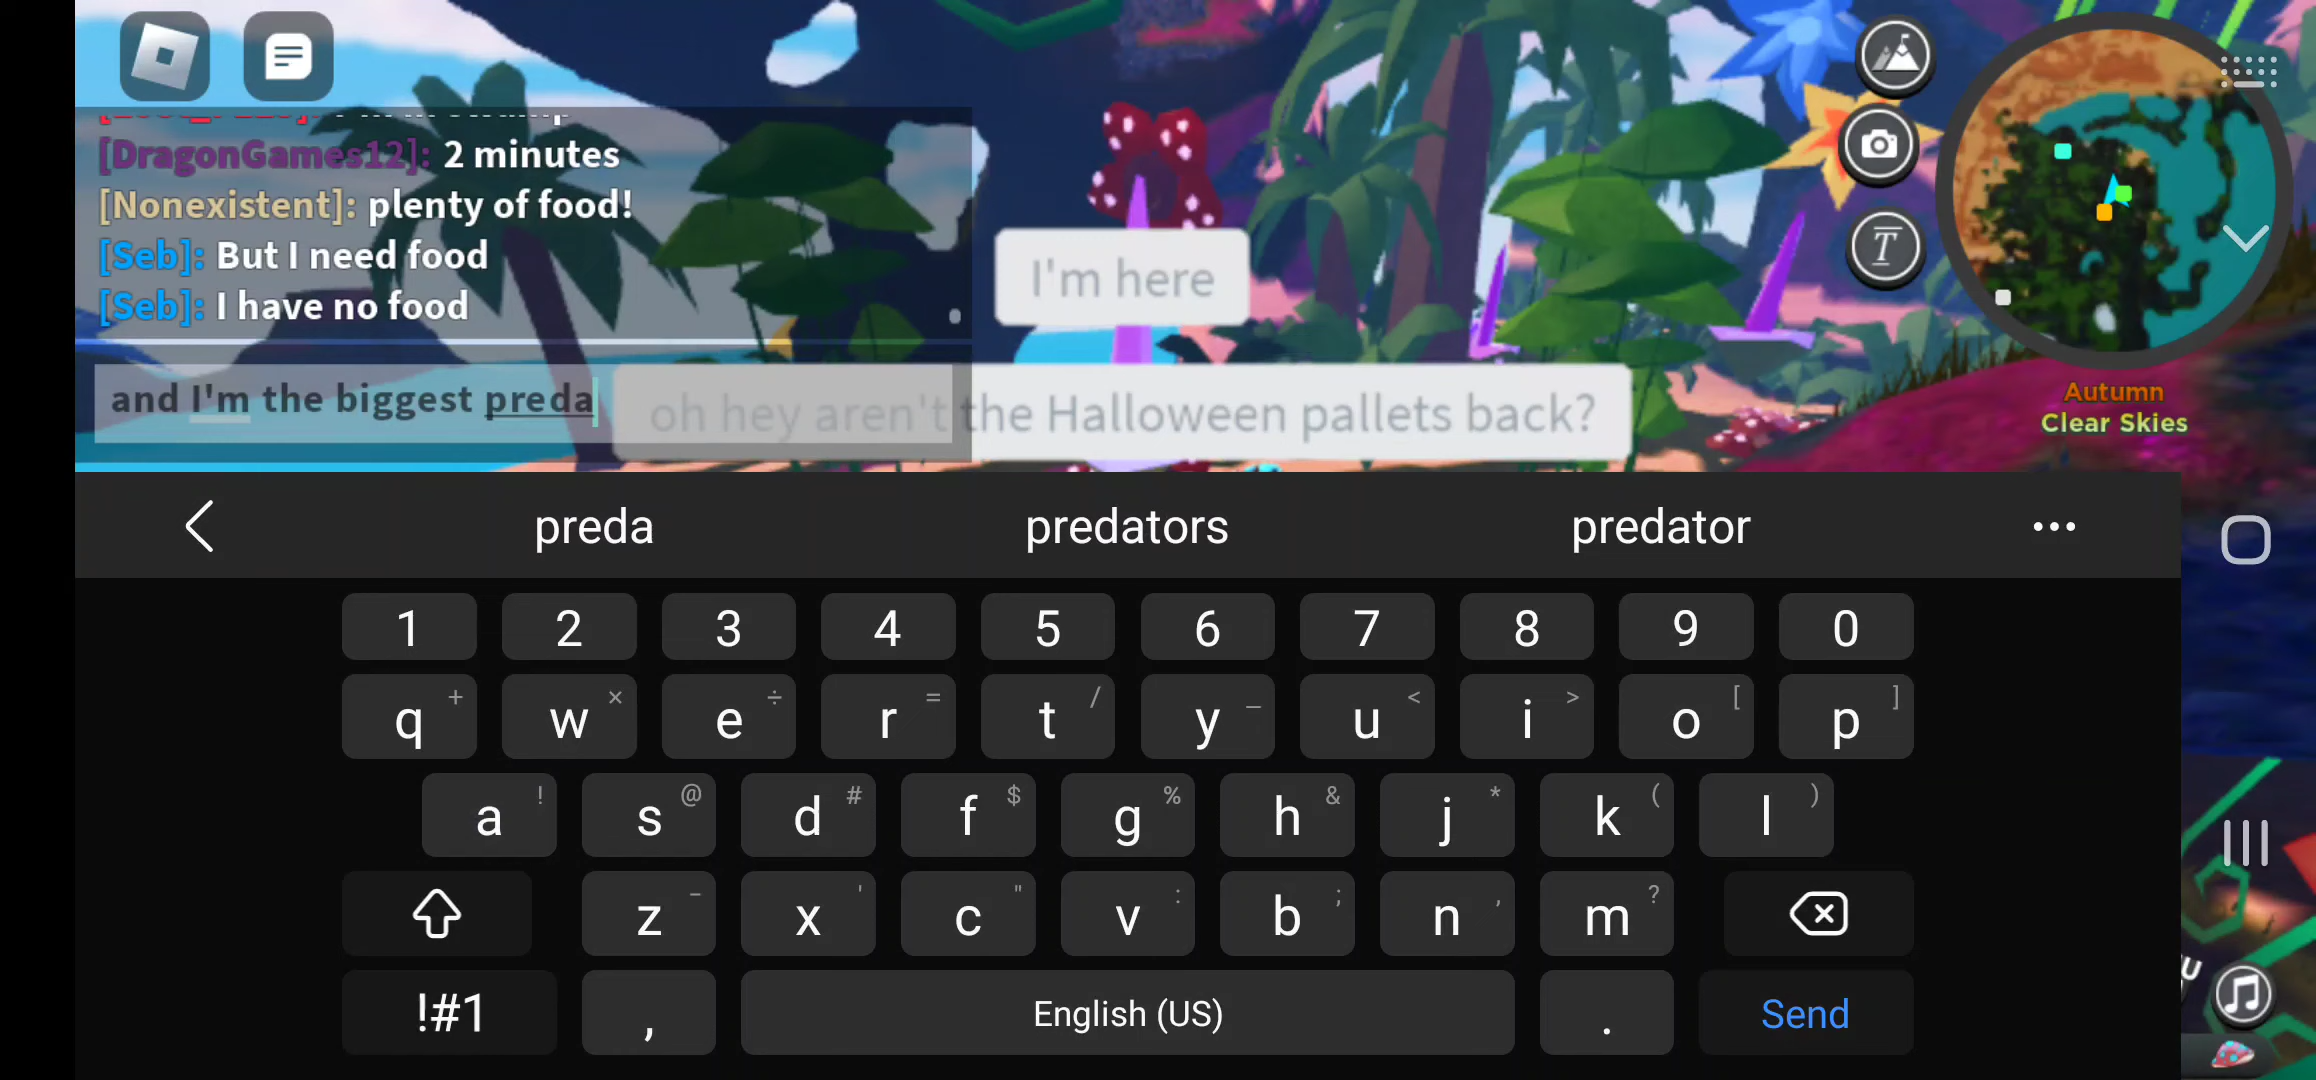 [DragonGames12]: 2 minutes
[Nonexistent]: plenty of food!
[Seb]: But I need food
[Seb]: I have no food
and I'm the biggest preda
I'm here
oh hey aren't the Halloween pallets back?
T
Autumn
Clear Skies
preda predators predator
1 2 3 4 5 6 7 8 9 0
q + w × e ÷ r = t / y _ u < i > o [ p ]
a ! s @ d # f $ g % h & j * k ( l )
z - x ' c " v : b ; n , m ?
!#1 , English (US) . Send